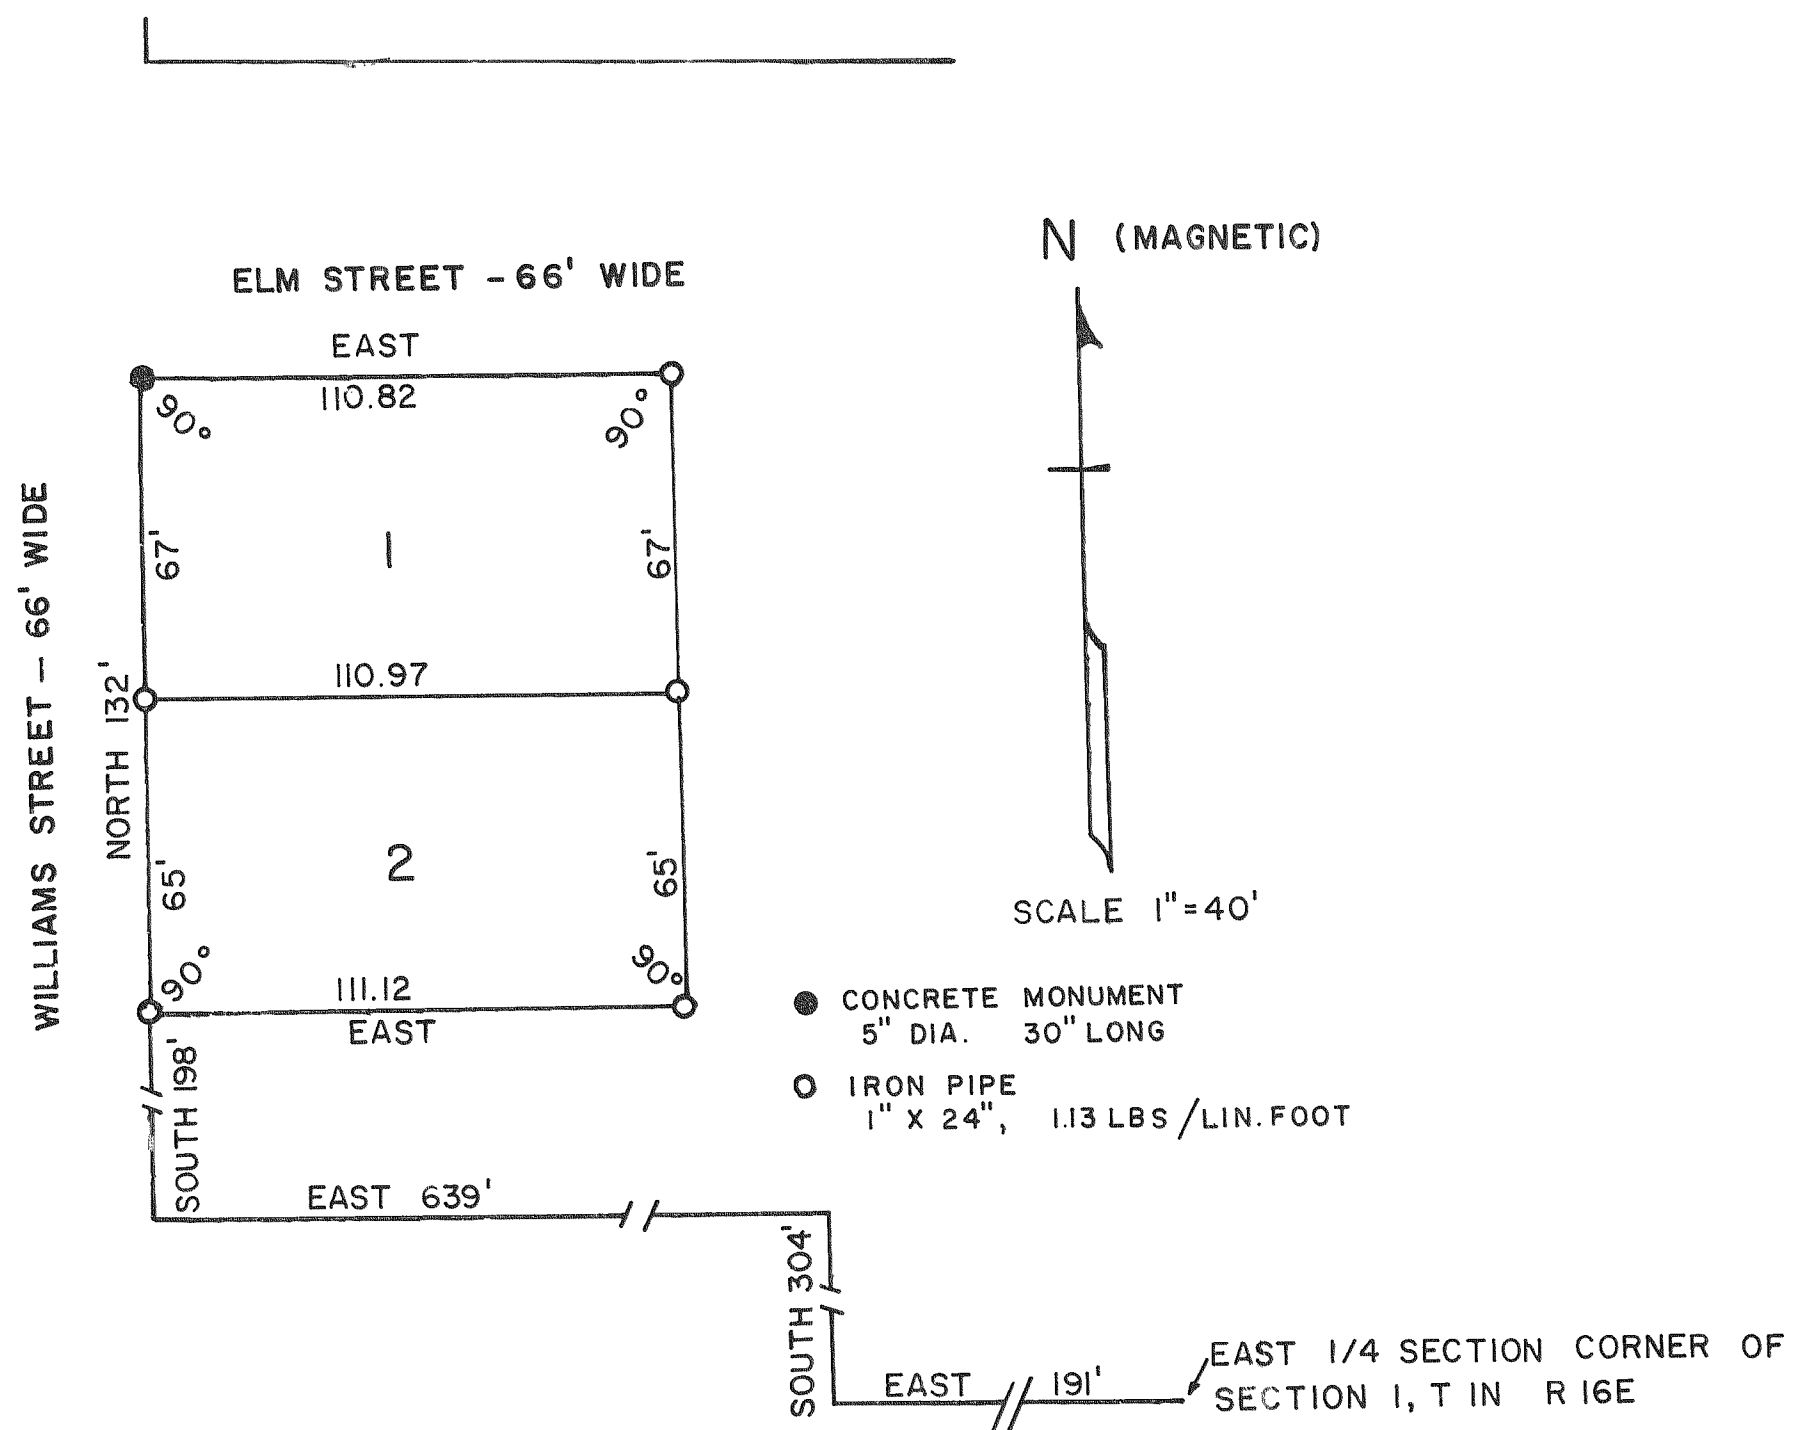 N (MAGNETIC)
ELM STREET - 66' WIDE
EAST
110.82
90°
90°
WILLIAMS STREET - 66' WIDE
NORTH 132'
67'
1
67'
110.97
65'
2
65'
90°
90°
111.12
EAST
SCALE 1"=40'
CONCRETE MONUMENT
5" DIA. 30" LONG
IRON PIPE
1" X 24", 1.13 LBS/LIN. FOOT
SOUTH 198'
EAST 639'
SOUTH 304'
EAST 191'
EAST 1/4 SECTION CORNER OF
SECTION 1, T 1N R 16E